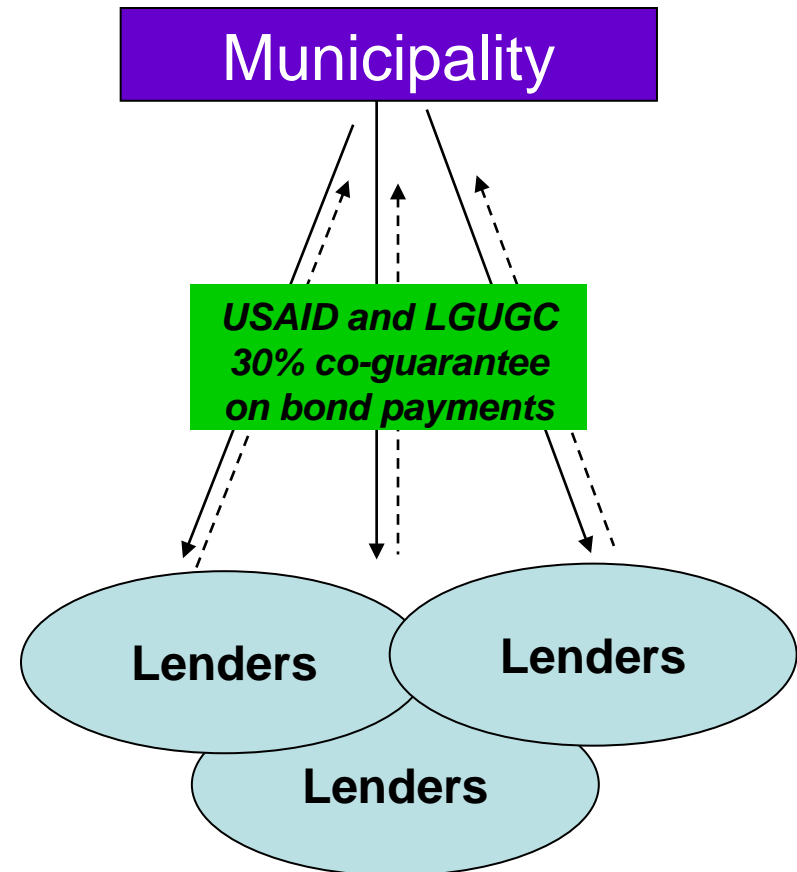 Municipality
USAID and LGUGC
30% co-guarantee
on bond payments
Lenders
Lenders
Lenders